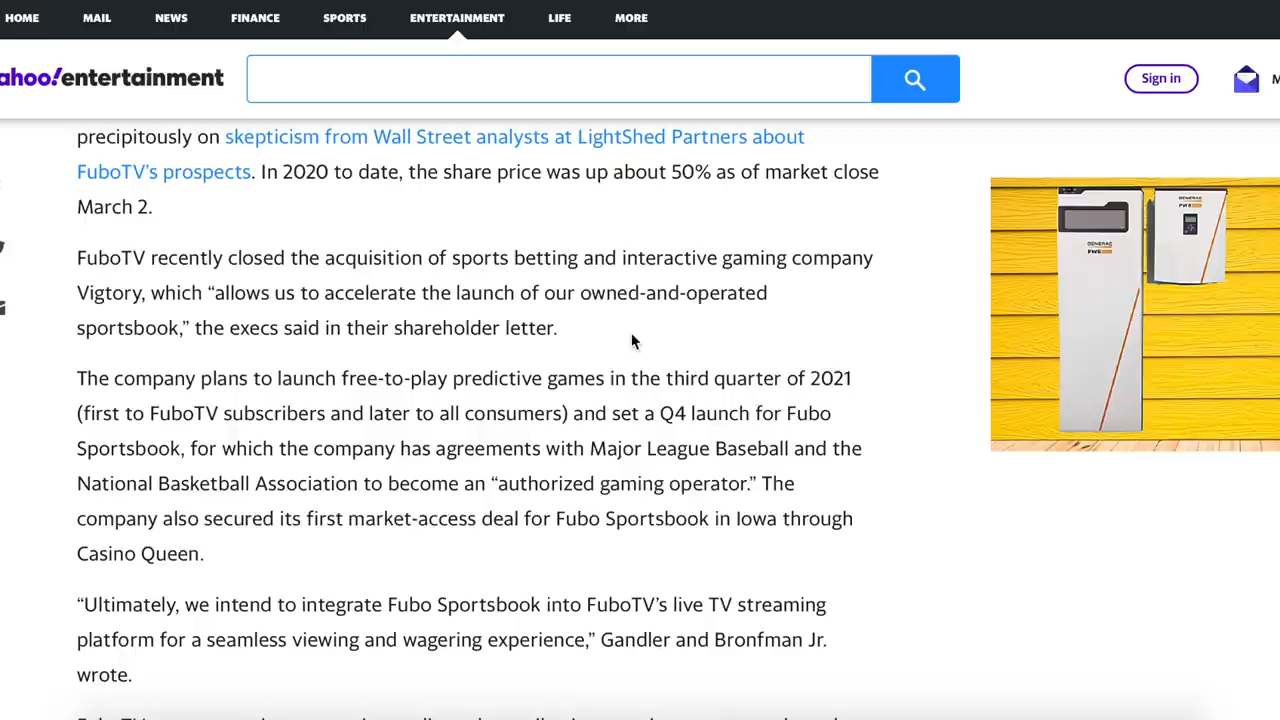 HOME MAIL NEWS FINANCE SPORTS ENTERTAINMENT LIFE MORE
ahoo!entertainment
Sign in
M
precipitously on skepticism from Wall Street analysts at LightShed Partners about
FuboTV’s prospects. In 2020 to date, the share price was up about 50% as of market close
March 2.
FuboTV recently closed the acquisition of sports betting and interactive gaming company
Vigtory, which “allows us to accelerate the launch of our owned-and-operated
sportsbook,” the execs said in their shareholder letter.
The company plans to launch free-to-play predictive games in the third quarter of 2021
(first to FuboTV subscribers and later to all consumers) and set a Q4 launch for Fubo
Sportsbook, for which the company has agreements with Major League Baseball and the
National Basketball Association to become an “authorized gaming operator.” The
company also secured its first market-access deal for Fubo Sportsbook in Iowa through
Casino Queen.
“Ultimately, we intend to integrate Fubo Sportsbook into FuboTV’s live TV streaming
platform for a seamless viewing and wagering experience,” Gandler and Bronfman Jr.
wrote.
GENERAC
PWR
GENERAC
PWR